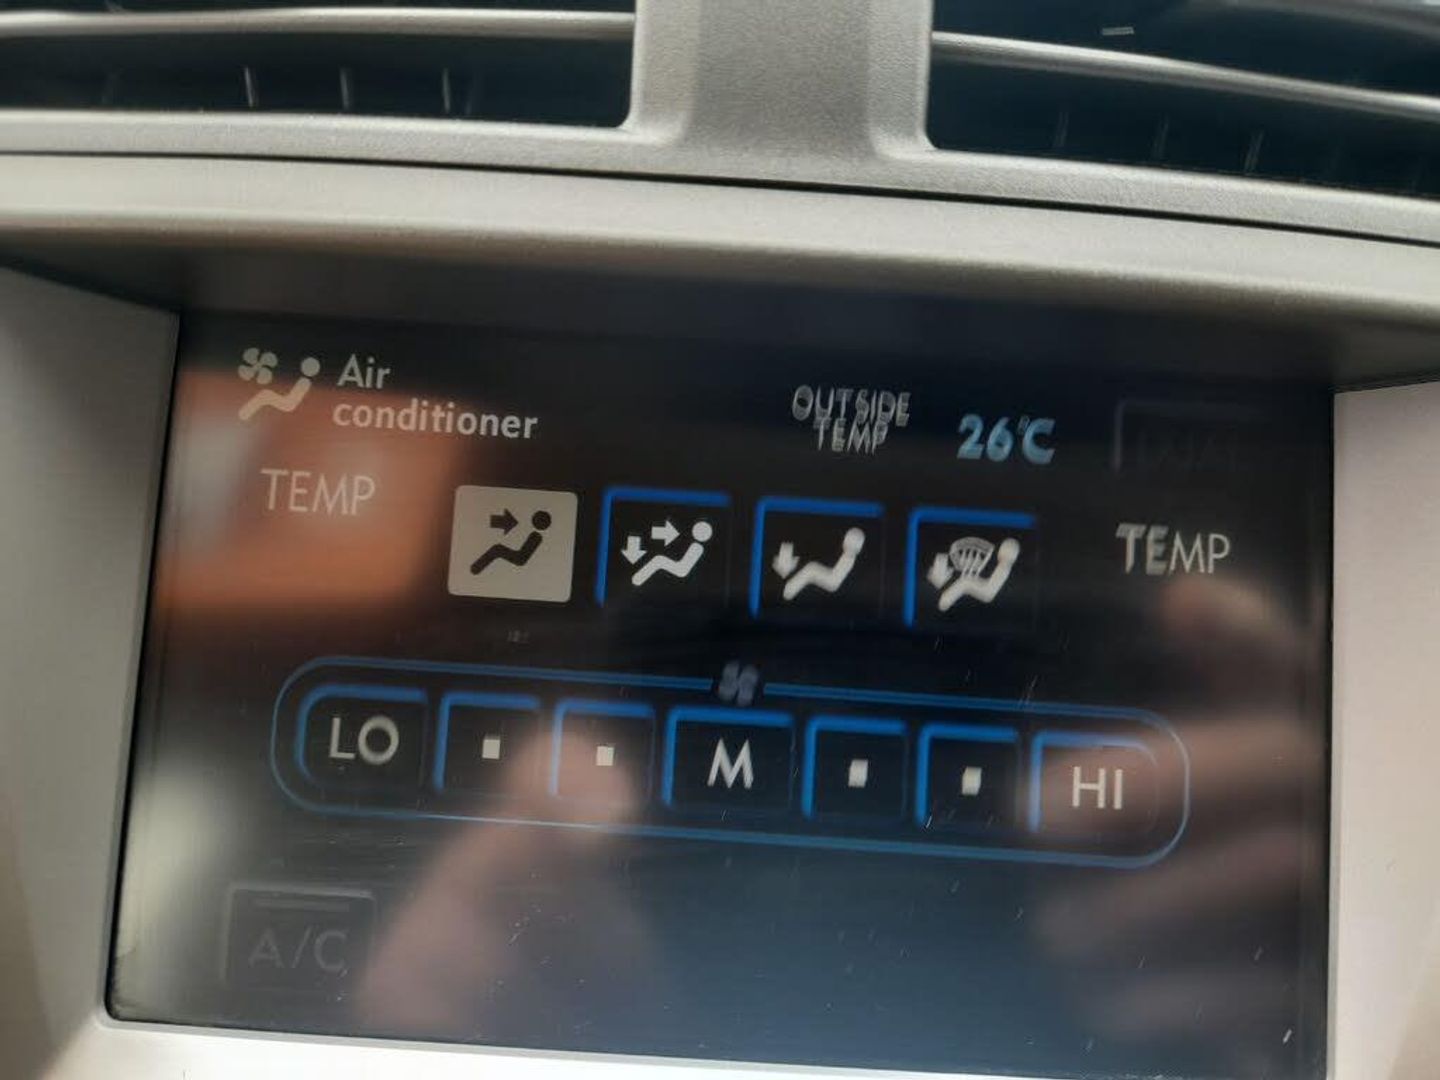 Air
conditioner
OUTSIDE
TEMP
26°C
TEMP
TEMP
LO
M
HI
A/C